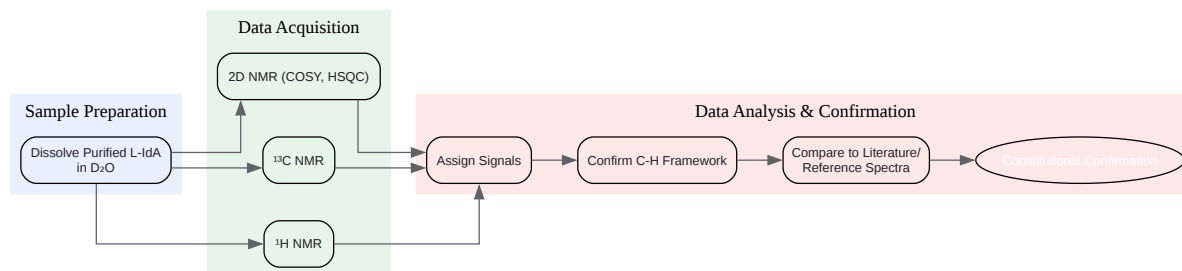 Data Acquisition
2D NMR (COSY, HSQC)
Sample Preparation
Data Analysis & Confirmation
Dissolve Purified L-IdA
in D₂O
¹³C NMR
Assign Signals
Confirm C-H Framework
Compare to Literature/
Reference Spectra
Constitutional Confirmation
¹H NMR